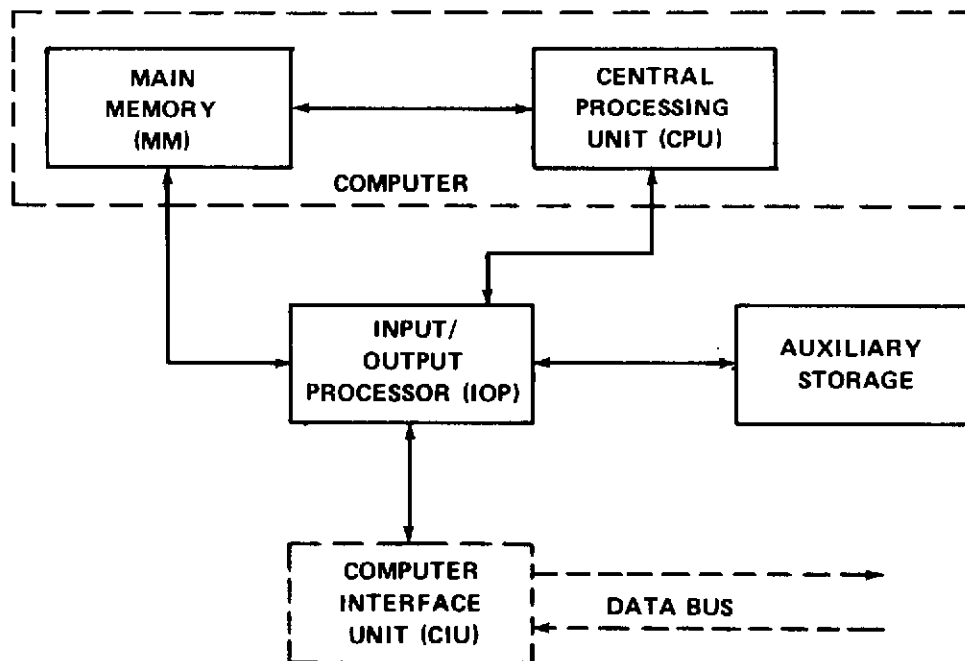 MAIN
MEMORY
(MM)
CENTRAL
PROCESSING
UNIT (CPU)
COMPUTER
INPUT/
OUTPUT
PROCESSOR (IOP)
AUXILIARY
STORAGE
COMPUTER
INTERFACE
UNIT (CIU)
DATA BUS